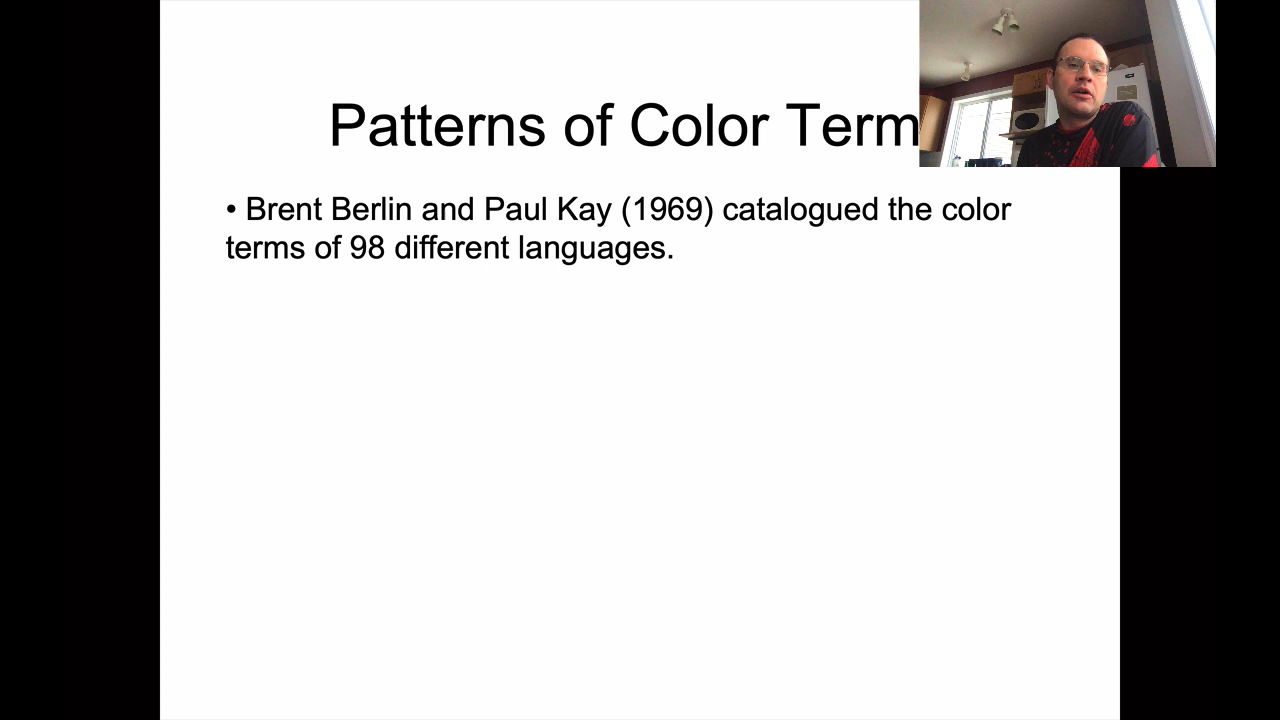 Patterns of Color Term
• Brent Berlin and Paul Kay (1969) catalogued the color
terms of 98 different languages.